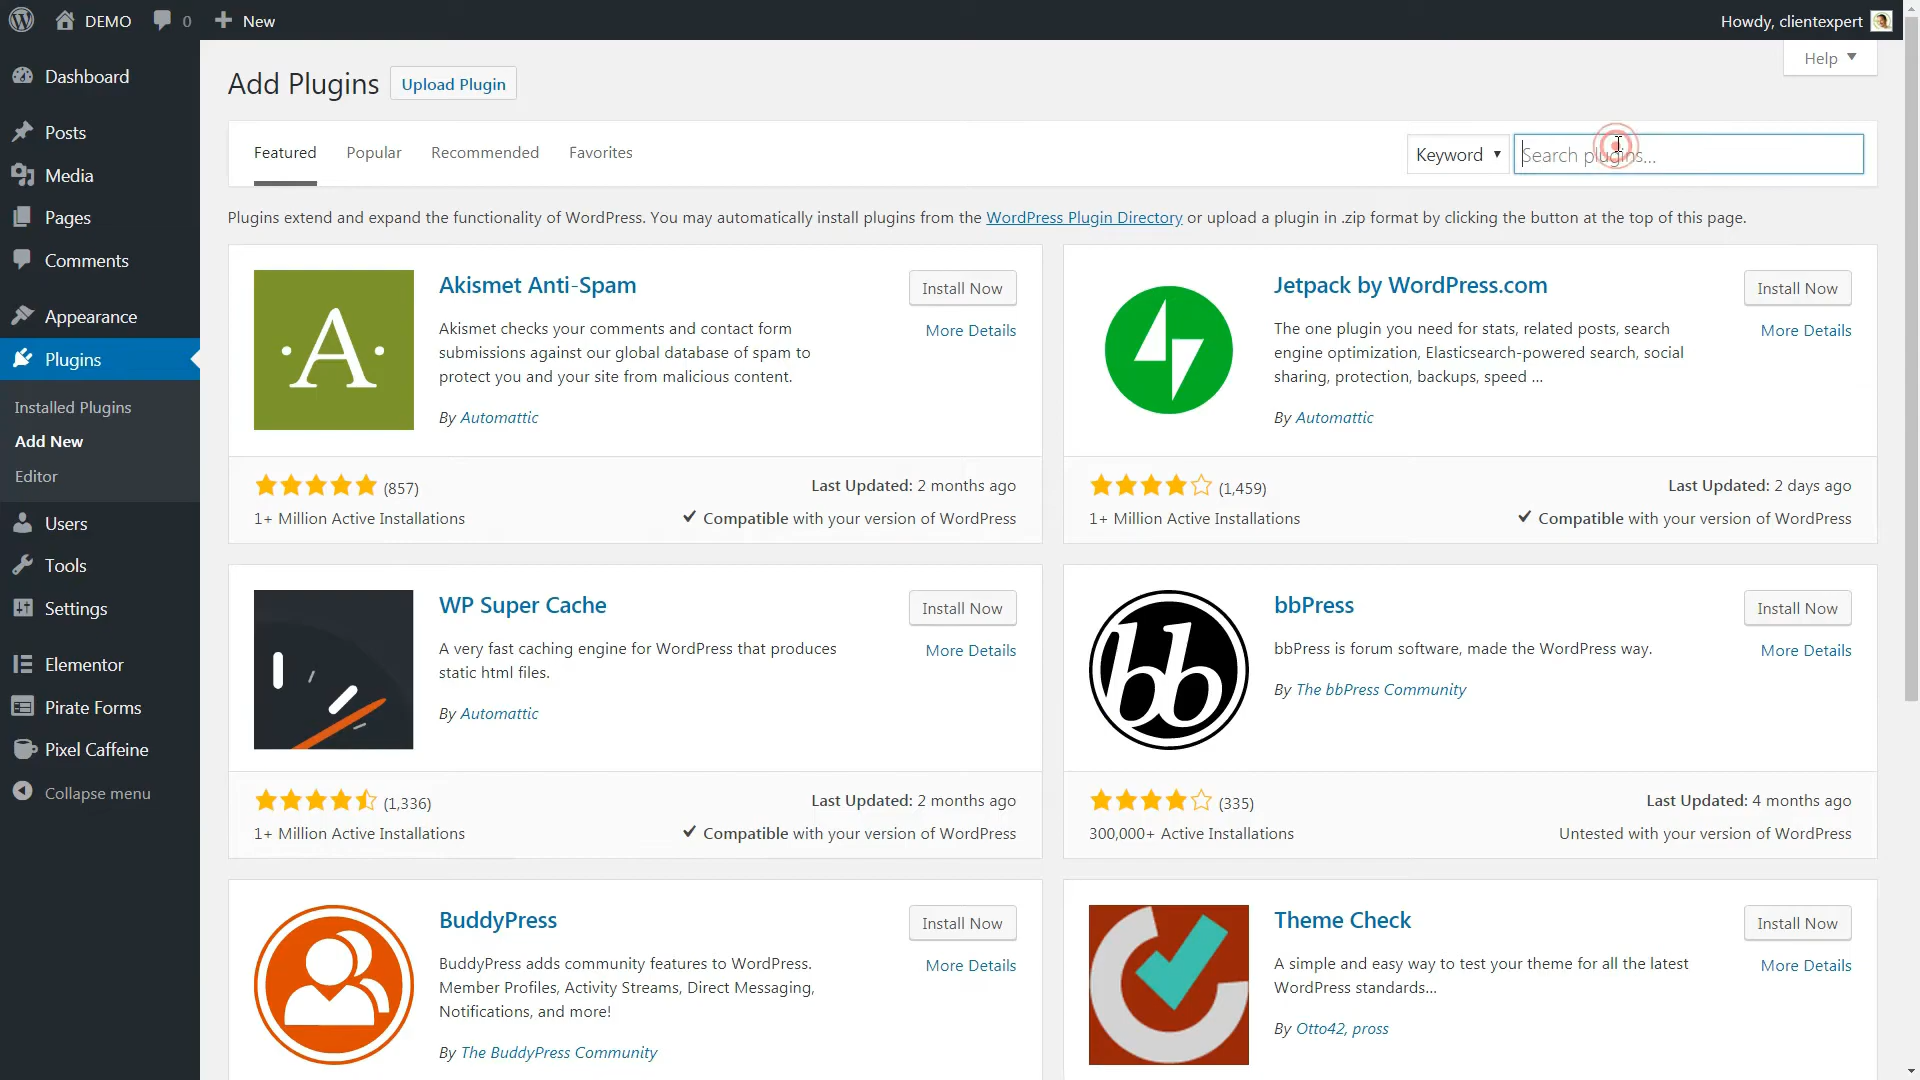 DEMO
0
New
Howdy, clientexpert
Dashboard
Posts
Media
Pages
Comments
Appearance
Plugins
Installed Plugins
Add New
Editor
Users
Tools
Settings
Elementor
Pirate Forms
Pixel Caffeine
Collapse menu
Help ▼
Add Plugins
Upload Plugin
Featured
Popular
Recommended
Favorites
Keyword ▼
Search plugins...
Plugins extend and expand the functionality of WordPress. You may automatically install plugins from the WordPress Plugin Directory or upload a plugin in .zip format by clicking the button at the top of this page.
A
Akismet Anti-Spam
Install Now
More Details
Akismet checks your comments and contact form
submissions against our global database of spam to
protect you and your site from malicious content.
By Automattic
(857)
Last Updated: 2 months ago
1+ Million Active Installations
✔ Compatible with your version of WordPress
Jetpack by WordPress.com
Install Now
More Details
The one plugin you need for stats, related posts, search
engine optimization, Elasticsearch-powered search, social
sharing, protection, backups, speed ...
By Automattic
(1,459)
Last Updated: 2 days ago
1+ Million Active Installations
✔ Compatible with your version of WordPress
WP Super Cache
Install Now
More Details
A very fast caching engine for WordPress that produces
static html files.
By Automattic
(1,336)
Last Updated: 2 months ago
1+ Million Active Installations
✔ Compatible with your version of WordPress
bb
bbPress
Install Now
More Details
bbPress is forum software, made the WordPress way.
By The bbPress Community
(335)
Last Updated: 4 months ago
300,000+ Active Installations
Untested with your version of WordPress
BuddyPress
Install Now
More Details
BuddyPress adds community features to WordPress.
Member Profiles, Activity Streams, Direct Messaging,
Notifications, and more!
By The BuddyPress Community
Theme Check
Install Now
More Details
A simple and easy way to test your theme for all the latest
WordPress standards...
By Otto42, pross